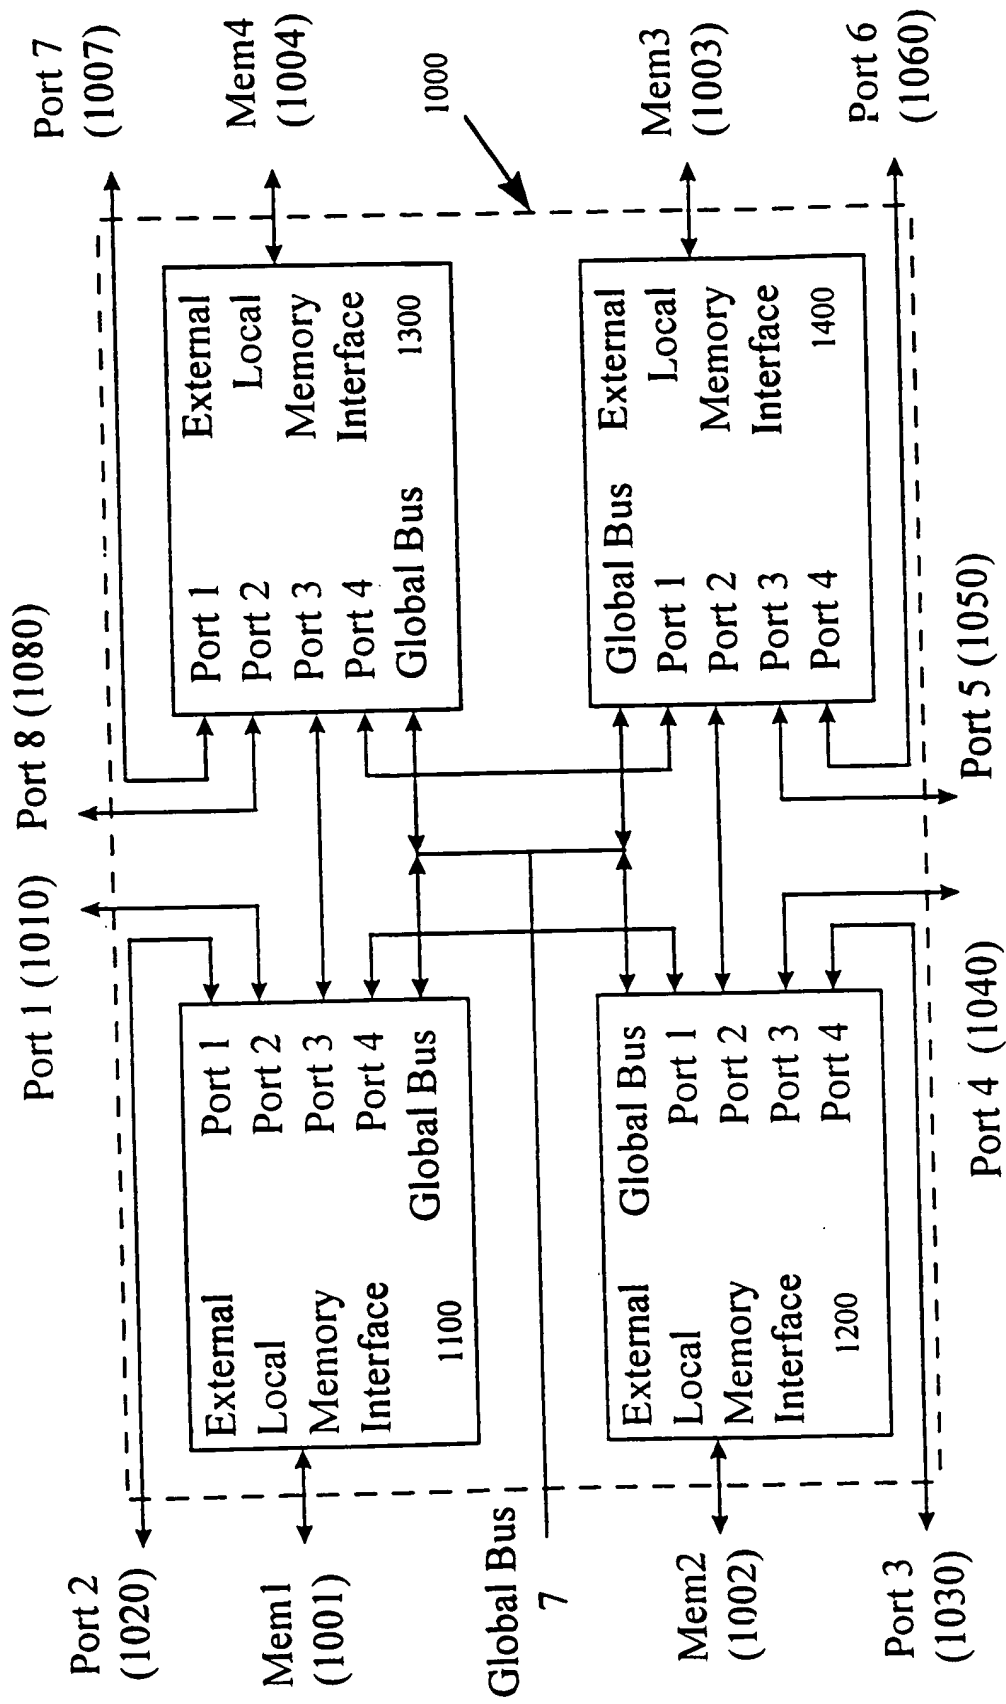 Port 1 (1010)
Port 8 (1080)
Port 2
(1020)
Port 7
(1007)
Mem1
(1001)
External
Local
Memory
Interface
1100
Port 1
Port 2
Port 3
Port 4
Global Bus
Port 1
Port 2
Port 3
Port 4
Global Bus
External
Local
Memory
Interface
1300
Mem4
(1004)
1000
Global Bus
7
Mem2
(1002)
External
Local
Memory
Interface
1200
Global Bus
Port 1
Port 2
Port 3
Port 4
Global Bus
Port 1
Port 2
Port 3
Port 4
External
Local
Memory
Interface
1400
Mem3
(1003)
Port 3
(1030)
Port 6
(1060)
Port 4 (1040)
Port 5 (1050)